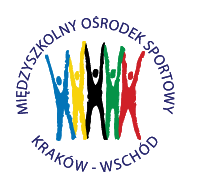 MIĘDZYSZKOLNY OŚRODEK SPORTOWY
KRAKÓW - WSCHÓD